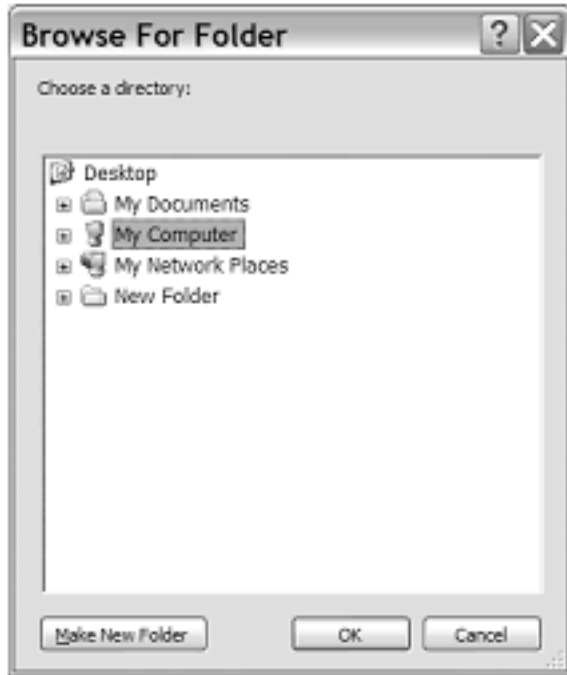 Browse For Folder
Choose a directory:
Desktop
My Documents
My Computer
My Network Places
New Folder
Make New Folder OK Cancel